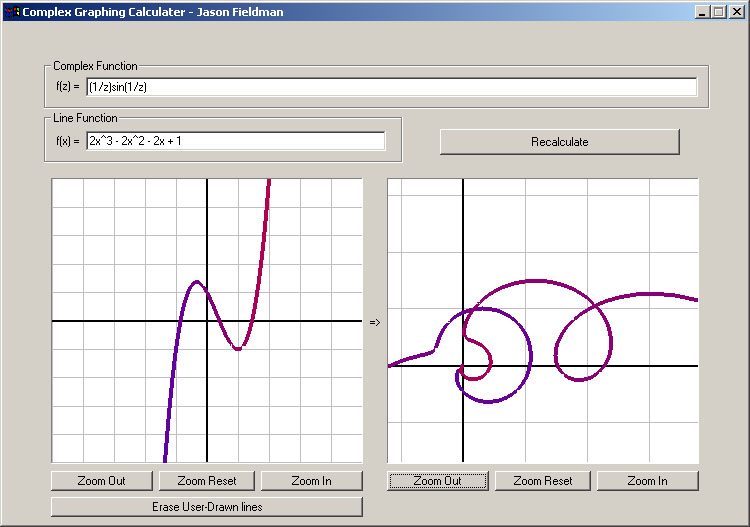 Complex Graphing Calculater - Jason Fieldman
Complex Function
f(z) = (1/z)sin(1/z)
Line Function
f(x) = 2x^3 - 2x^2 - 2x + 1
Recalculate
=>
Zoom Out Zoom Reset Zoom In Zoom Out Zoom Reset Zoom In
Erase User-Drawn lines